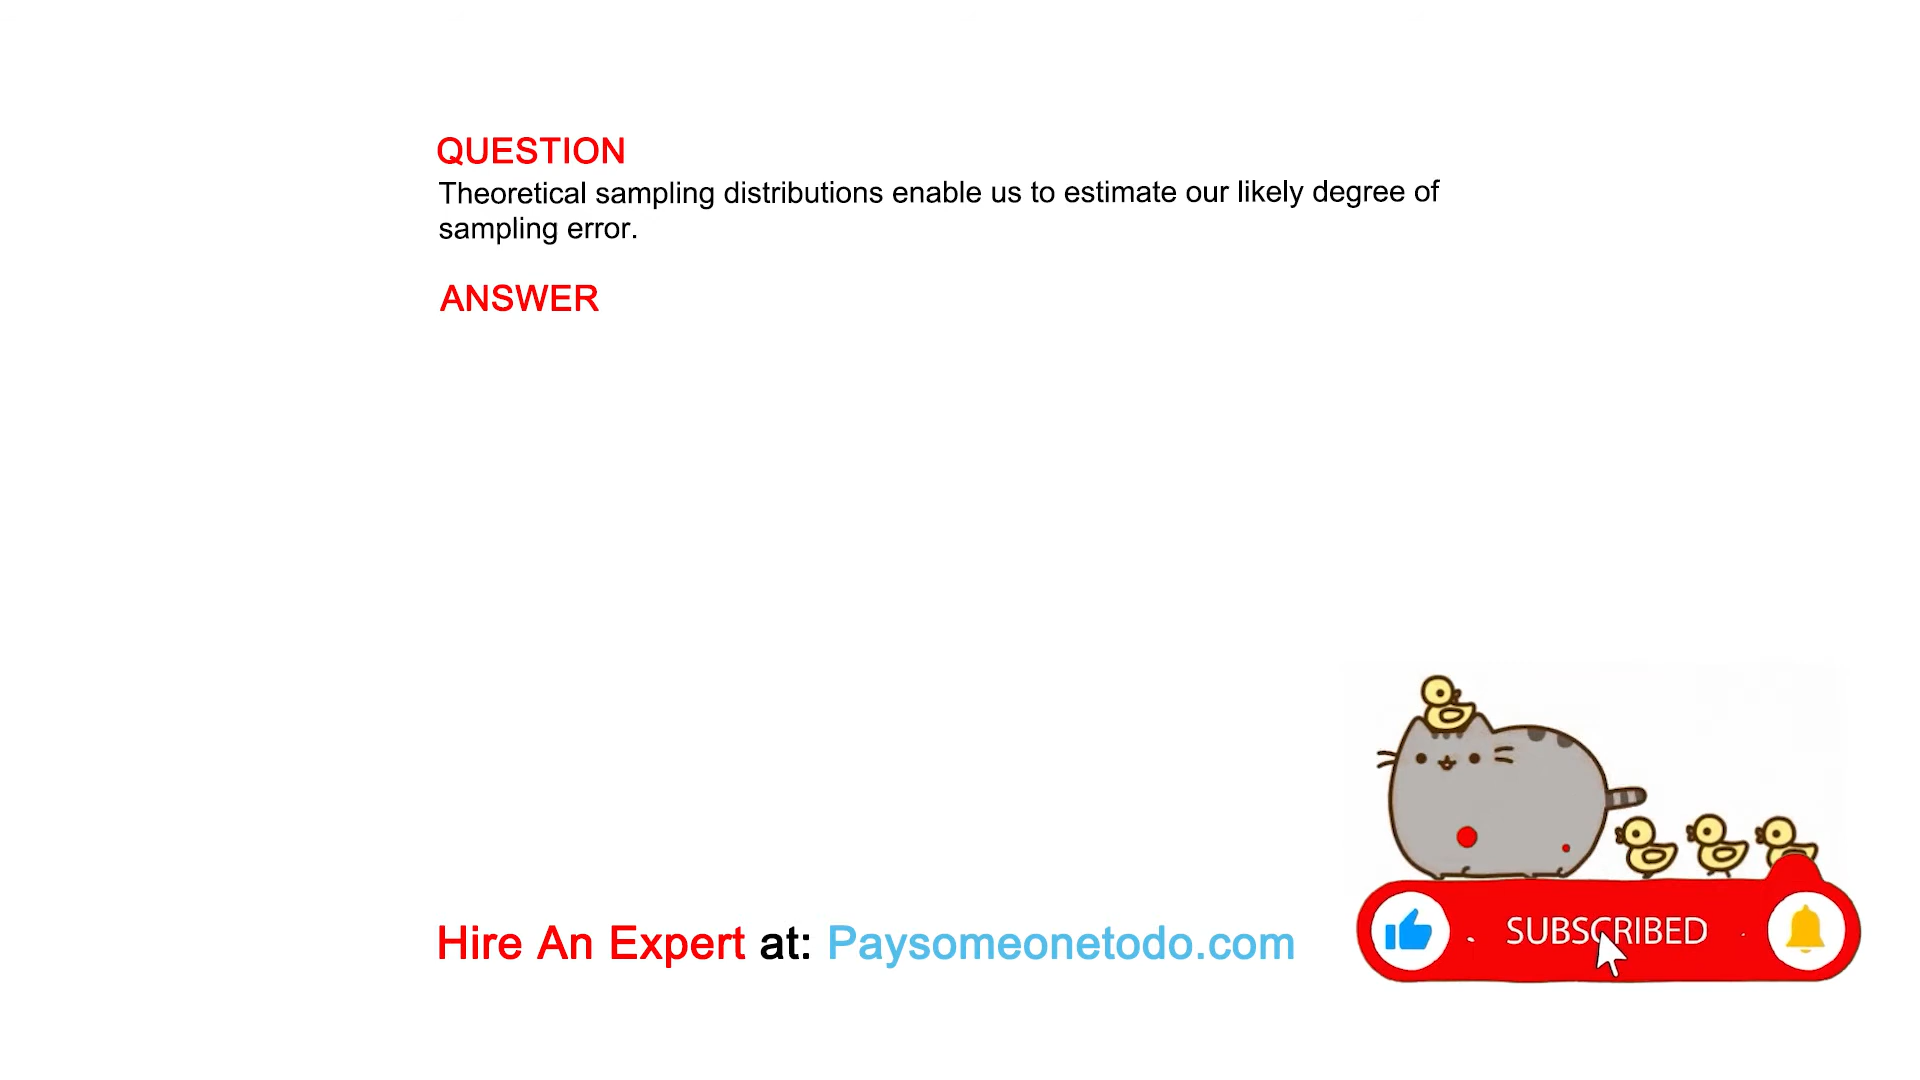 QUESTION
Theoretical sampling distributions enable us to estimate our likely degree of
sampling error.
ANSWER
Hire An Expert at: Paysomeonetodo.com
SUBSCRIBED